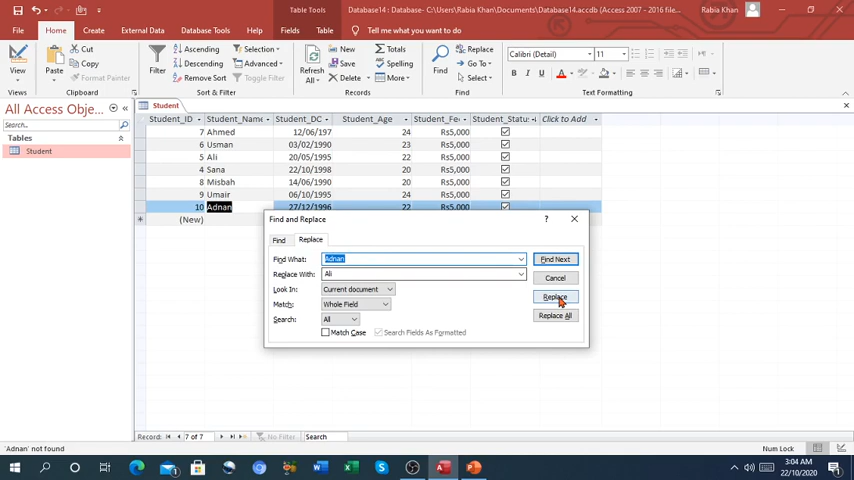 Table Tools
Database14 : Database- C:\Users\Rabia Khan\Documents\Database14.accdb (Access 2007 - 2016 file...
Rabia Khan
File Home Create External Data Database Tools Help Fields Table Tell me what you want to do
View
Views
Paste
Cut
Copy
Format Painter
Clipboard
Filter
Ascending
Descending
Remove Sort
Selection
Advanced
Toggle Filter
Sort & Filter
Refresh All
New
Save
Delete
Totals
Spelling
More
Records
Find
Replace
Go To
Select
Find
Calibri (Detail) 11
B I U
Text Formatting
All Access Obje...
Search...
Tables
Student
Student
Student_ID Student_Name Student_DC Student_Age Student_Fee Student_Status Click to Add
7 Ahmed 12/06/197 24 Rs5,000
6 Usman 03/02/1990 23 Rs5,000
5 Ali 20/05/1995 22 Rs5,000
4 Sana 22/10/1998 20 Rs5,000
8 Misbah 14/06/1990 20 Rs5,000
9 Umair 06/10/1995 24 Rs5,000
10 Adnan 27/12/1996 22 Rs5,000
(New)
Find and Replace
?
Find Replace
Find What: Adnan Find Next
Replace With: Ali Cancel
Look In: Current document
Replace
Match: Whole Field
Replace All
Search: All
Match Case Search Fields As Formatted
Record: 7 of 7 No Filter Search
'Adnan' not found
Num Lock
3:04 AM
22/10/2020